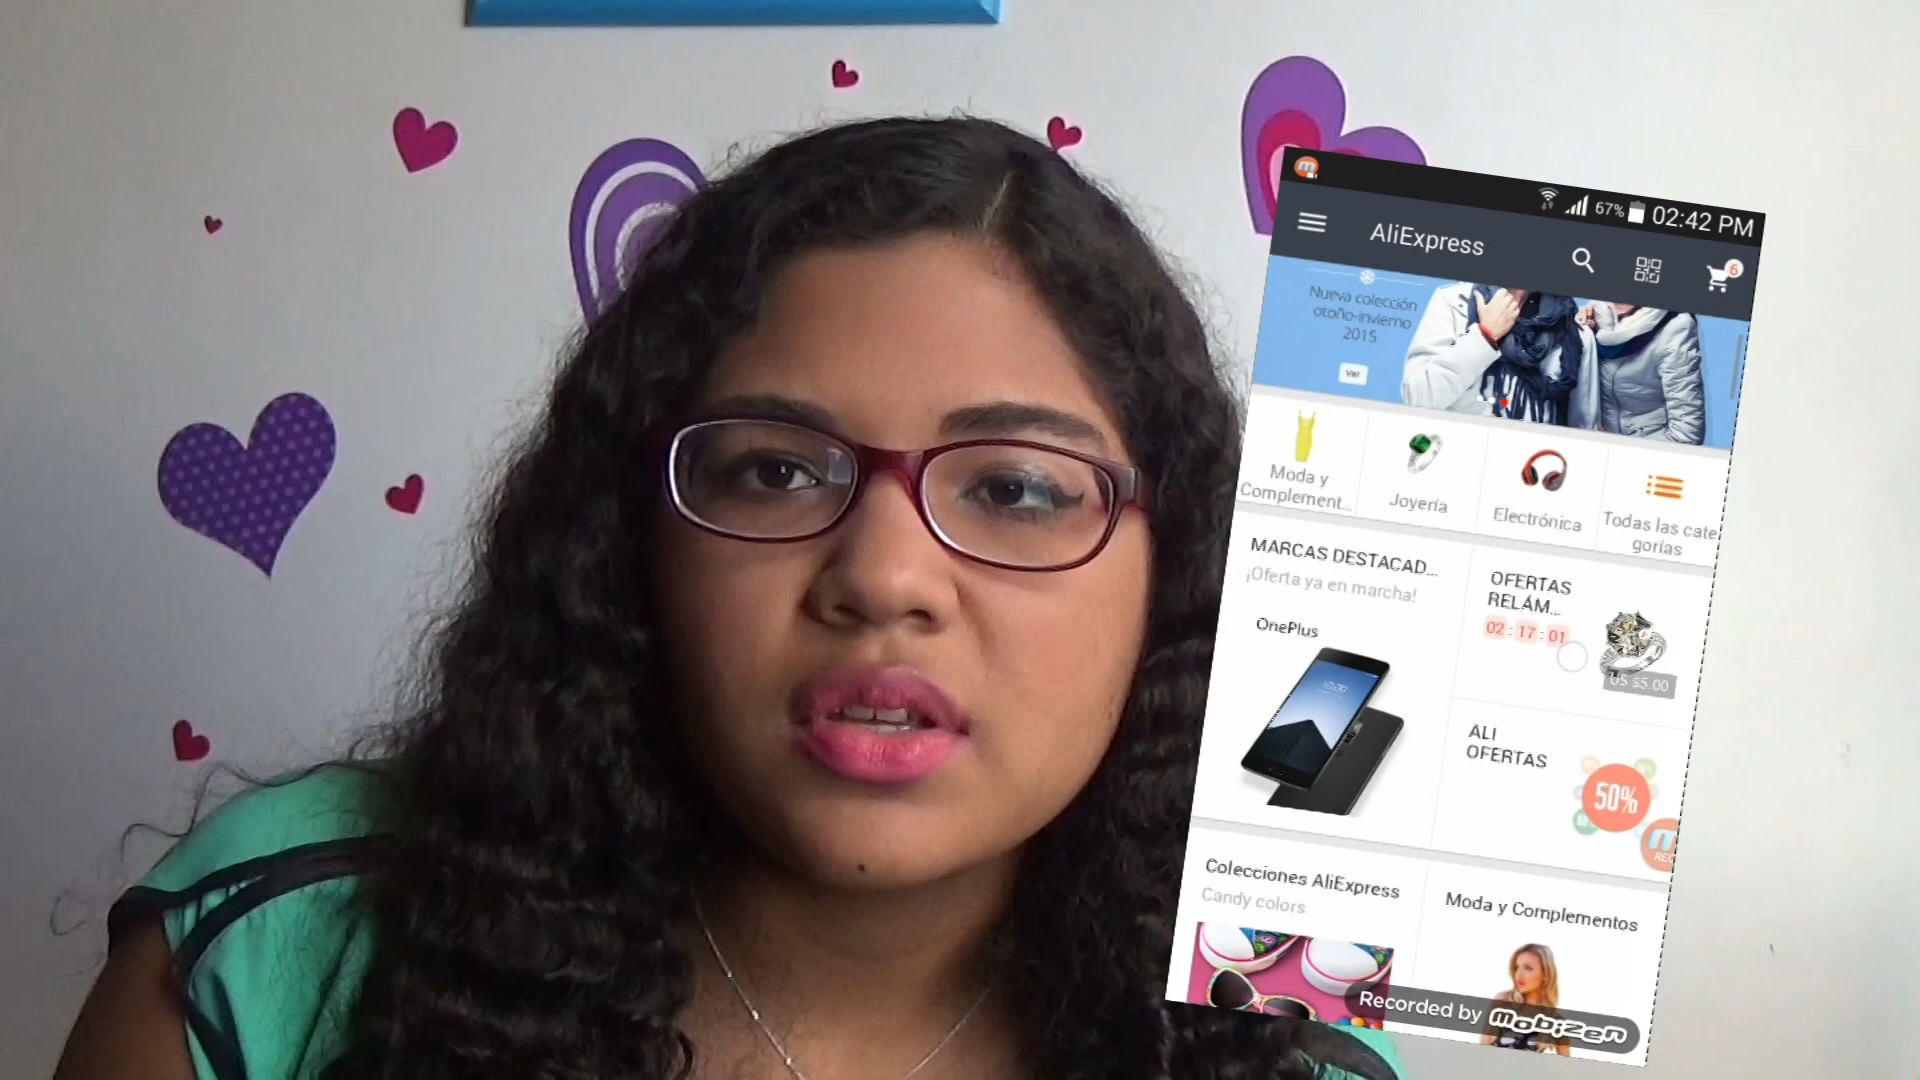 67% 02:42 PM
AliExpress
6
Nueva colección
otoño-invierno
2015
Ver
Moda y
Complement...
Joyería
Electrónica
Todas las cate
gorías
MARCAS DESTACAD...
¡Oferta ya en marcha!
OnePlus
OFERTAS
RELÁM...
02 : 17 : 01
US $5.00
ALI
OFERTAS
50%
REC
Colecciones AliExpress
Candy colors
Moda y Complementos
Recorded by mobizen